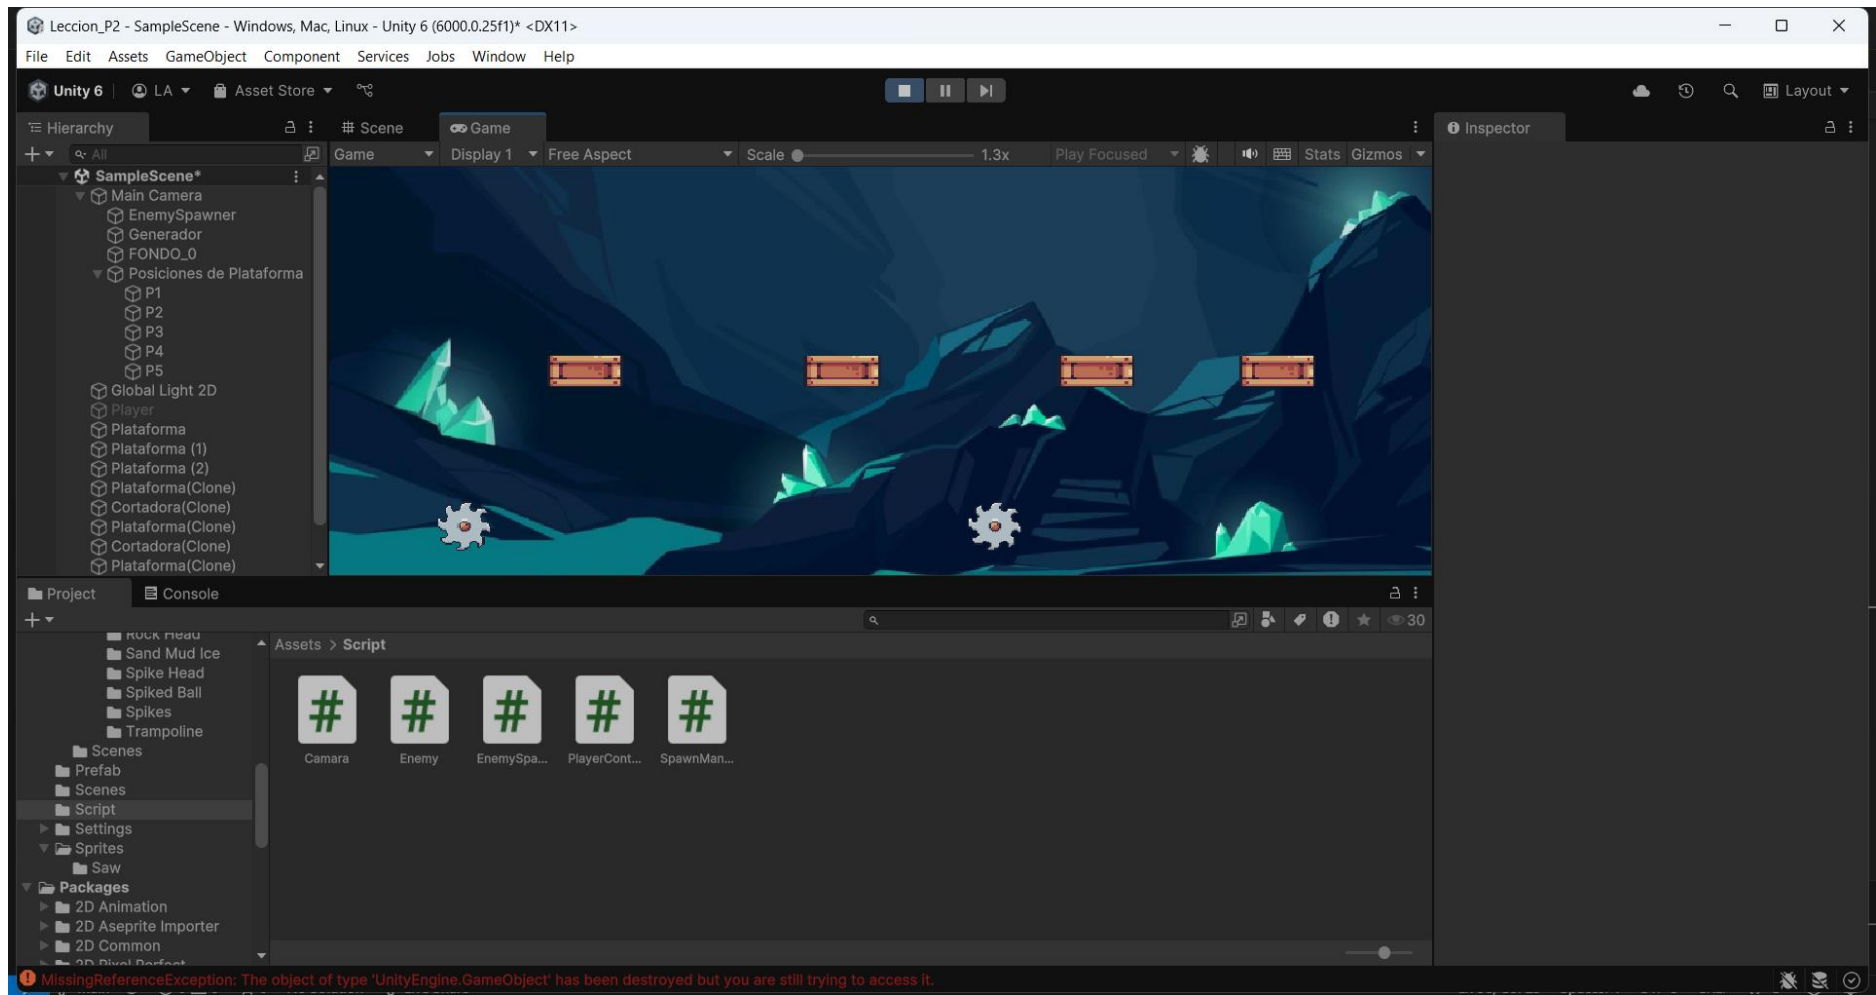 Leccion_P2 - SampleScene - Windows, Mac, Linux - Unity 6 (6000.0.25f1)* <DX11>
File Edit Assets GameObject Component Services Jobs Window Help
Unity 6 LA Asset Store Layout
Hierarchy
All
SampleScene*
Main Camera
EnemySpawner
Generador
FONDO_0
Posiciones de Plataforma
P1
P2
P3
P4
P5
Global Light 2D
Player
Plataforma
Plataforma (1)
Plataforma (2)
Plataforma(Clone)
Cortadora(Clone)
Plataforma(Clone)
Cortadora(Clone)
Plataforma(Clone)
Scene Game
Game Display 1 Free Aspect Scale 1.3x Play Focused Stats Gizmos
Inspector
Project Console
30
Rock Head
Sand Mud Ice
Spike Head
Spiked Ball
Spikes
Trampoline
Scenes
Prefab
Scenes
Script
Settings
Sprites
Saw
Packages
2D Animation
2D Aseprite Importer
2D Common
2D Pixel Perfect
Assets > Script
Camara Enemy EnemySpa... PlayerCont... SpawnMan...
MissingReferenceException: The object of type 'UnityEngine.GameObject' has been destroyed but you are still trying to access it.